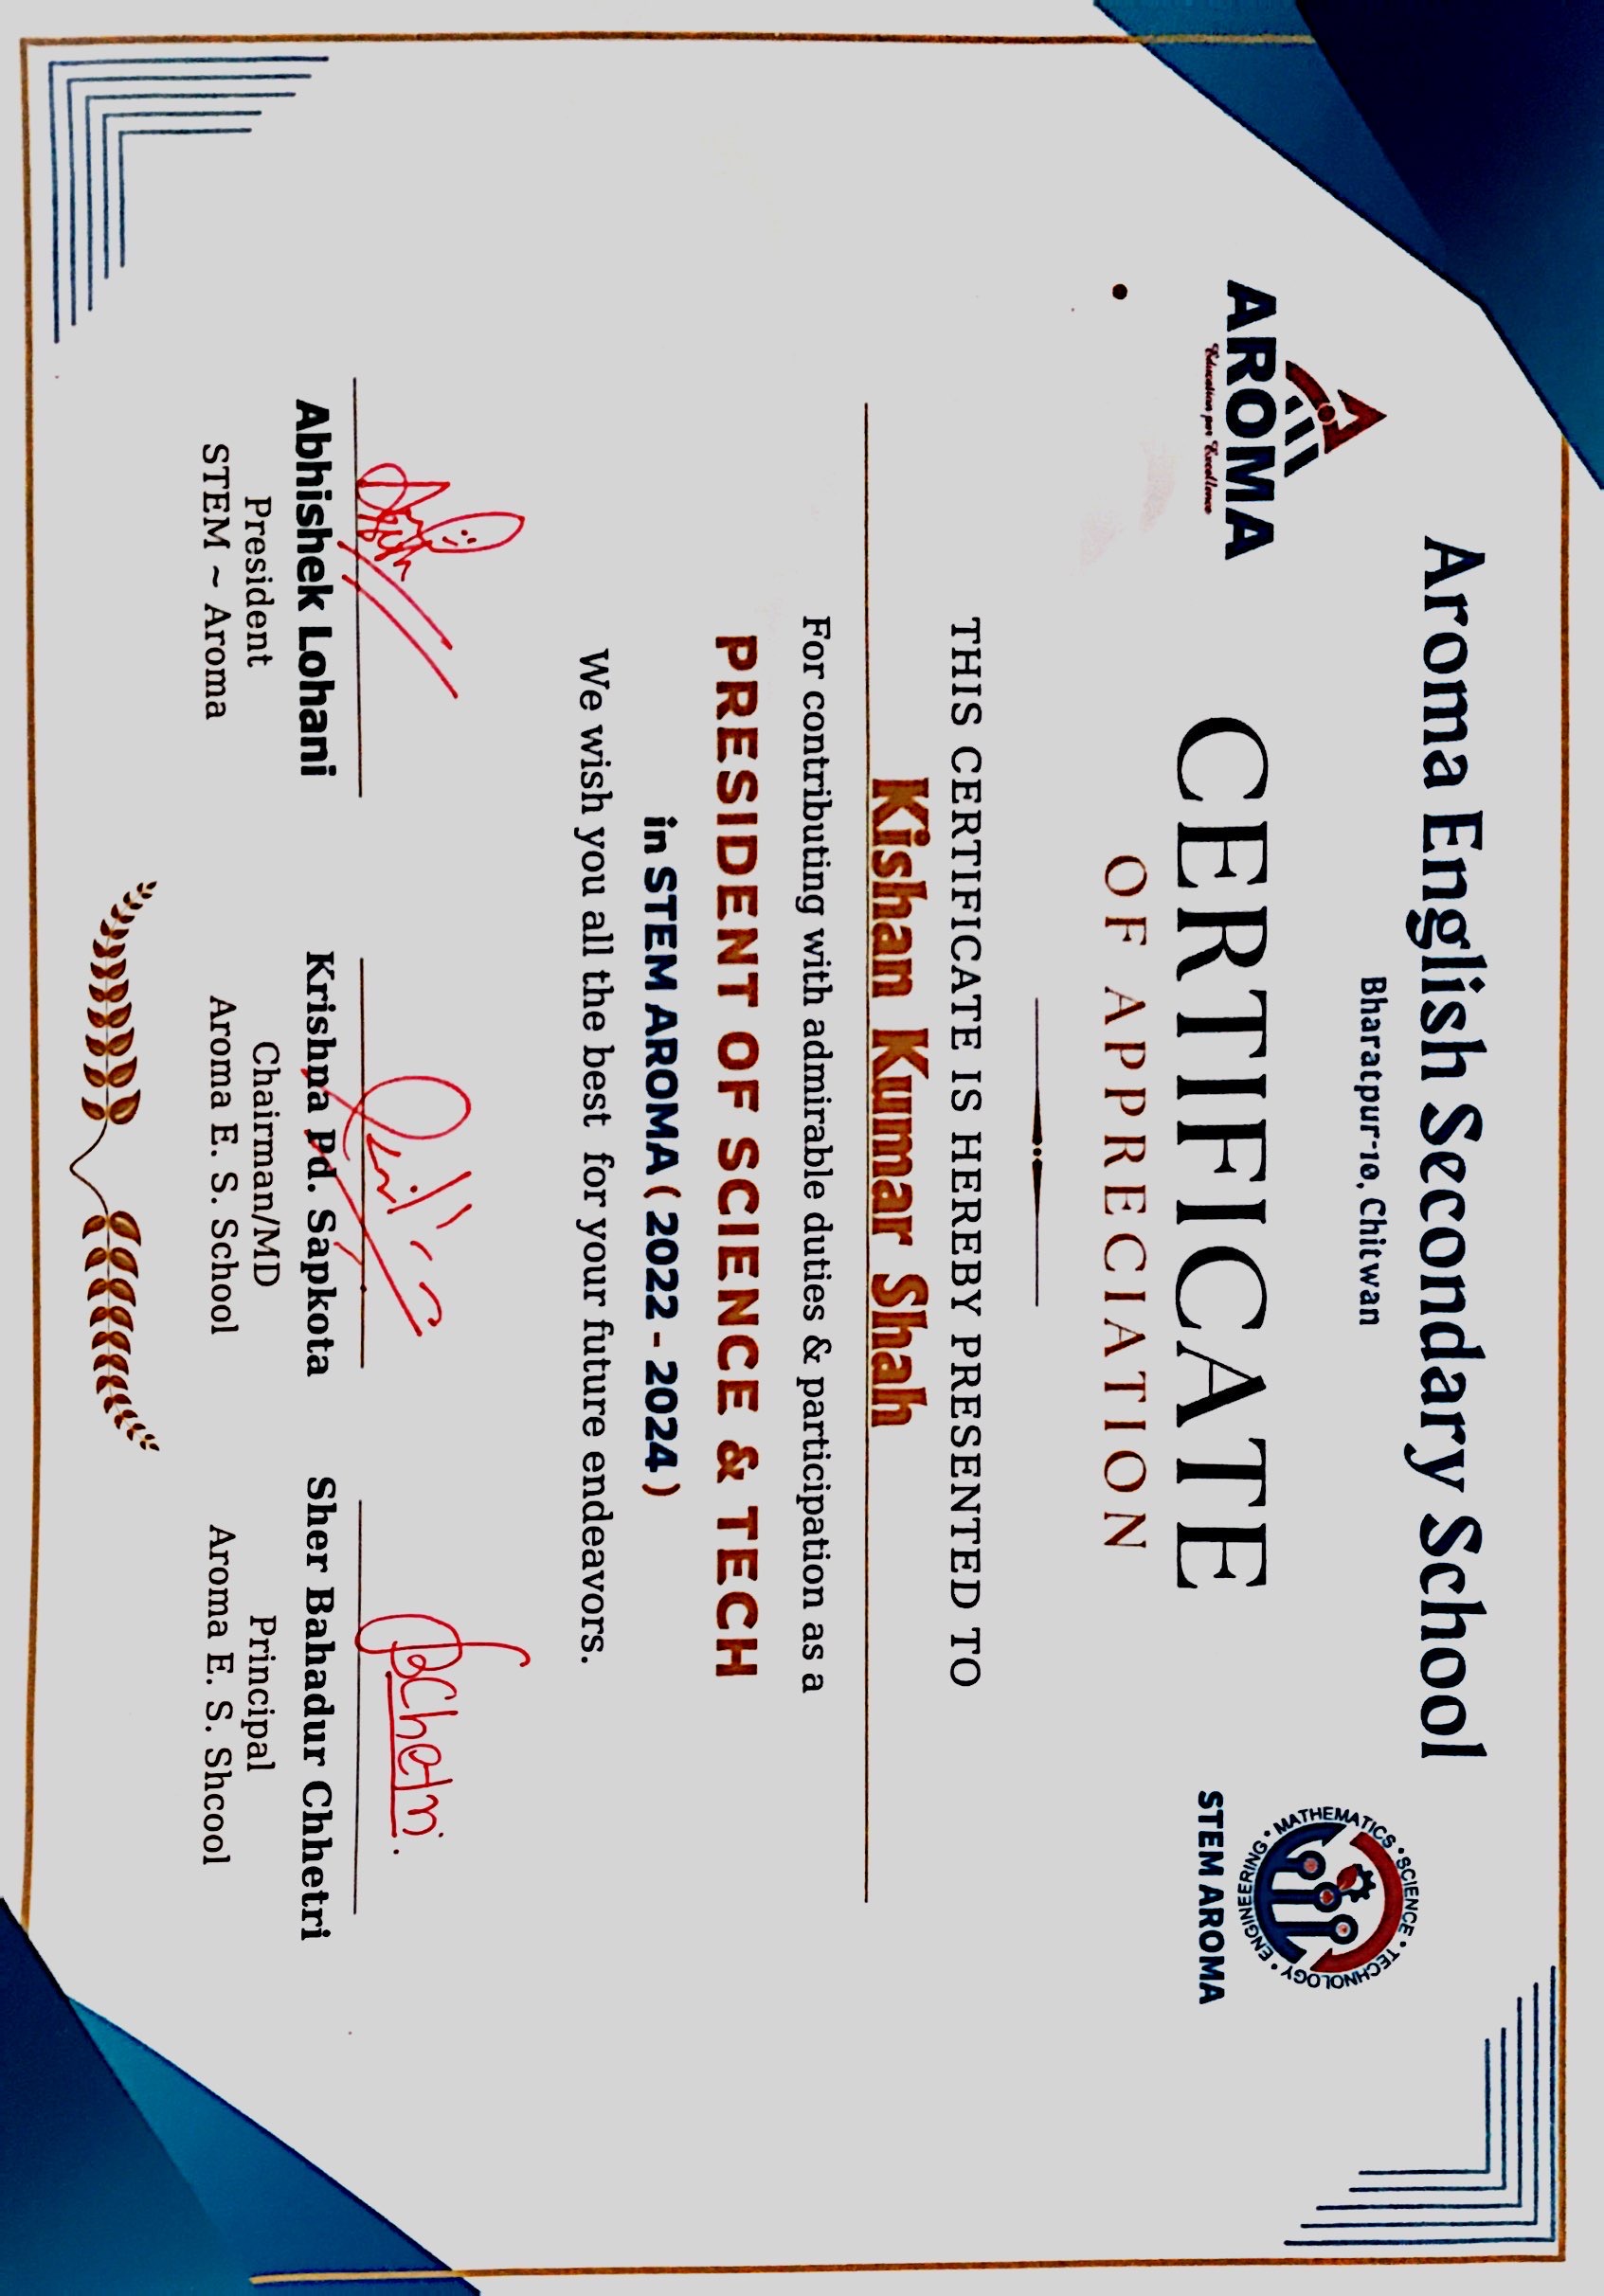 Aroma English Secondary School
Bharatpur-10, Chitwan
AROMA
Education par Excellence
MATHEMATICS • SCIENCE • TECHNOLOGY • ENGINEERING •
STEM AROMA
CERTIFICATE
OF APPRECIATION
THIS CERTIFICATE IS HEREBY PRESENTED TO
Kishan Kumar Shah
For contributing with admirable duties & participation as a
PRESIDENT OF SCIENCE & TECH
in STEM AROMA ( 2022 - 2024 )
We wish you all the best for your future endeavors.
Abhishek Lohani
President
STEM ~ Aroma
Krishna Pd. Sapkota
Chairman/MD
Aroma E. S. School
Sher Bahadur Chhetri
Principal
Aroma E. S. Shcool